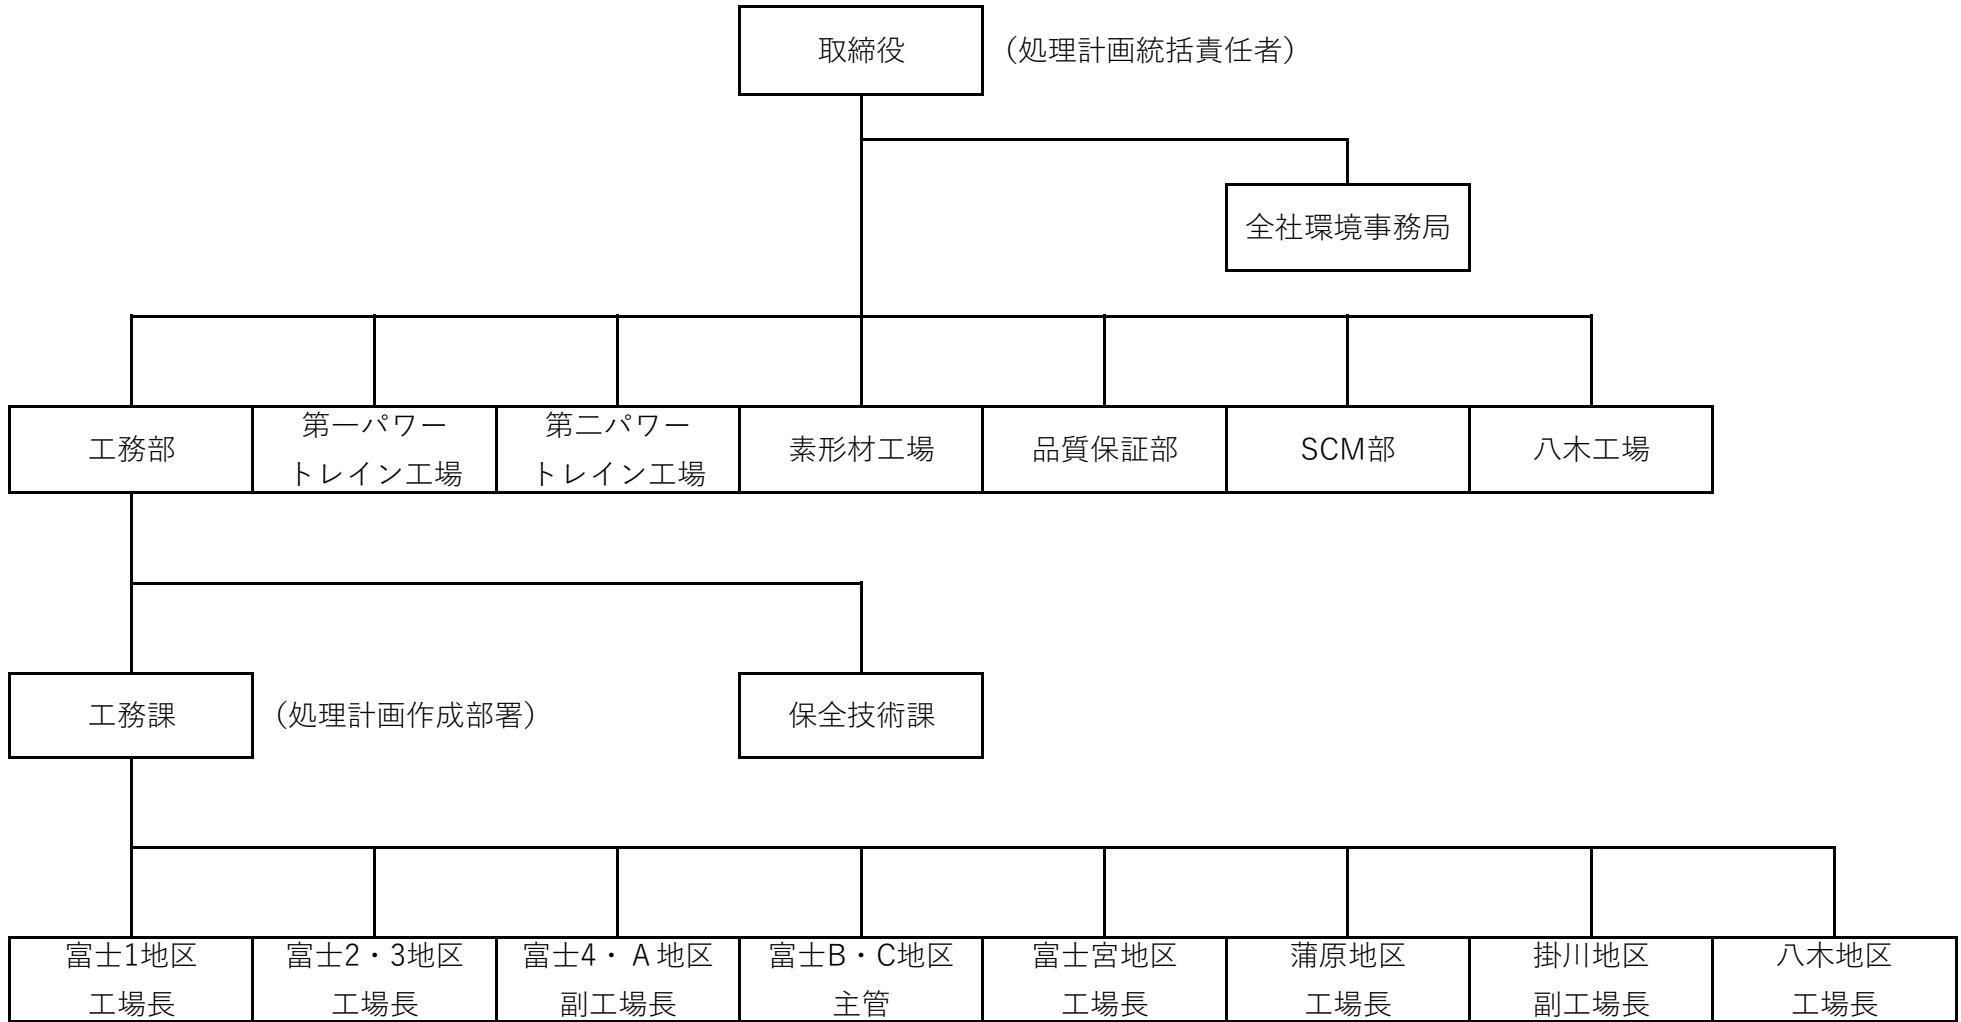 取締役
（処理計画統括責任者）
全社環境事務局
工務部
第一パワー
トレイン工場
第二パワー
トレイン工場
素形材工場
品質保証部
SCM部
八木工場
工務課
（処理計画作成部署）
保全技術課
富士1地区
工場長
富士2・3地区
工場長
富士4・Ａ地区
副工場長
富士B・C地区
主管
富士宮地区
工場長
蒲原地区
工場長
掛川地区
副工場長
八木地区
工場長